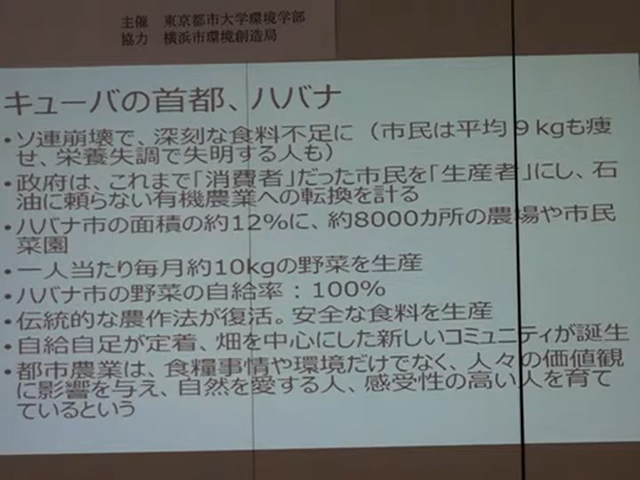 主催 東京都市大学環境学部
協力 横浜市環境創造局
キューバの首都、ハバナ
•ソ連崩壊で、深刻な食料不足に(市民は平均9kgも痩
せ、栄養失調で失明する人も)
•政府は、これまで「消費者」だった市民を「生産者」にし、石
油に頼らない有機農業への転換を計る
•ハバナ市の面積の約12%に、約8000カ所の農場や市民
菜園
•一人当たり毎月約10kgの野菜を生産
•ハバナ市の野菜の自給率:100%
•伝統的な農作法が復活。安全な食料を生産
•自給自足が定着、畑を中心にした新しいコミュニティが誕生
•都市農業は、食糧事情や環境だけでなく、人々の価値観
に影響を与え、自然を愛する人、感受性の高い人を育て
ているという